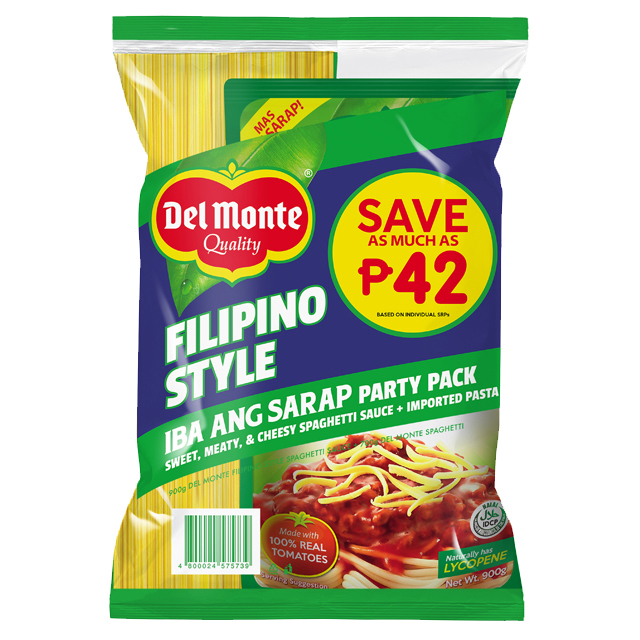 MAS
SARAP!
Del Monte
®
Quality
SAVE
AS MUCH AS
₱42
BASED ON INDIVIDUAL SRPs
FILIPINO
STYLE
IBA ANG SARAP PARTY PACK
SWEET, MEATY, & CHEESY SPAGHETTI SAUCE + IMPORTED PASTA
900g DEL MONTE SPAGHETTI
Made with
100% REAL
TOMATOES
HALAL
IDCP
Naturally has
LYCOPENE
Net Wt. 900g
Serving Suggestion
4 800024 575739